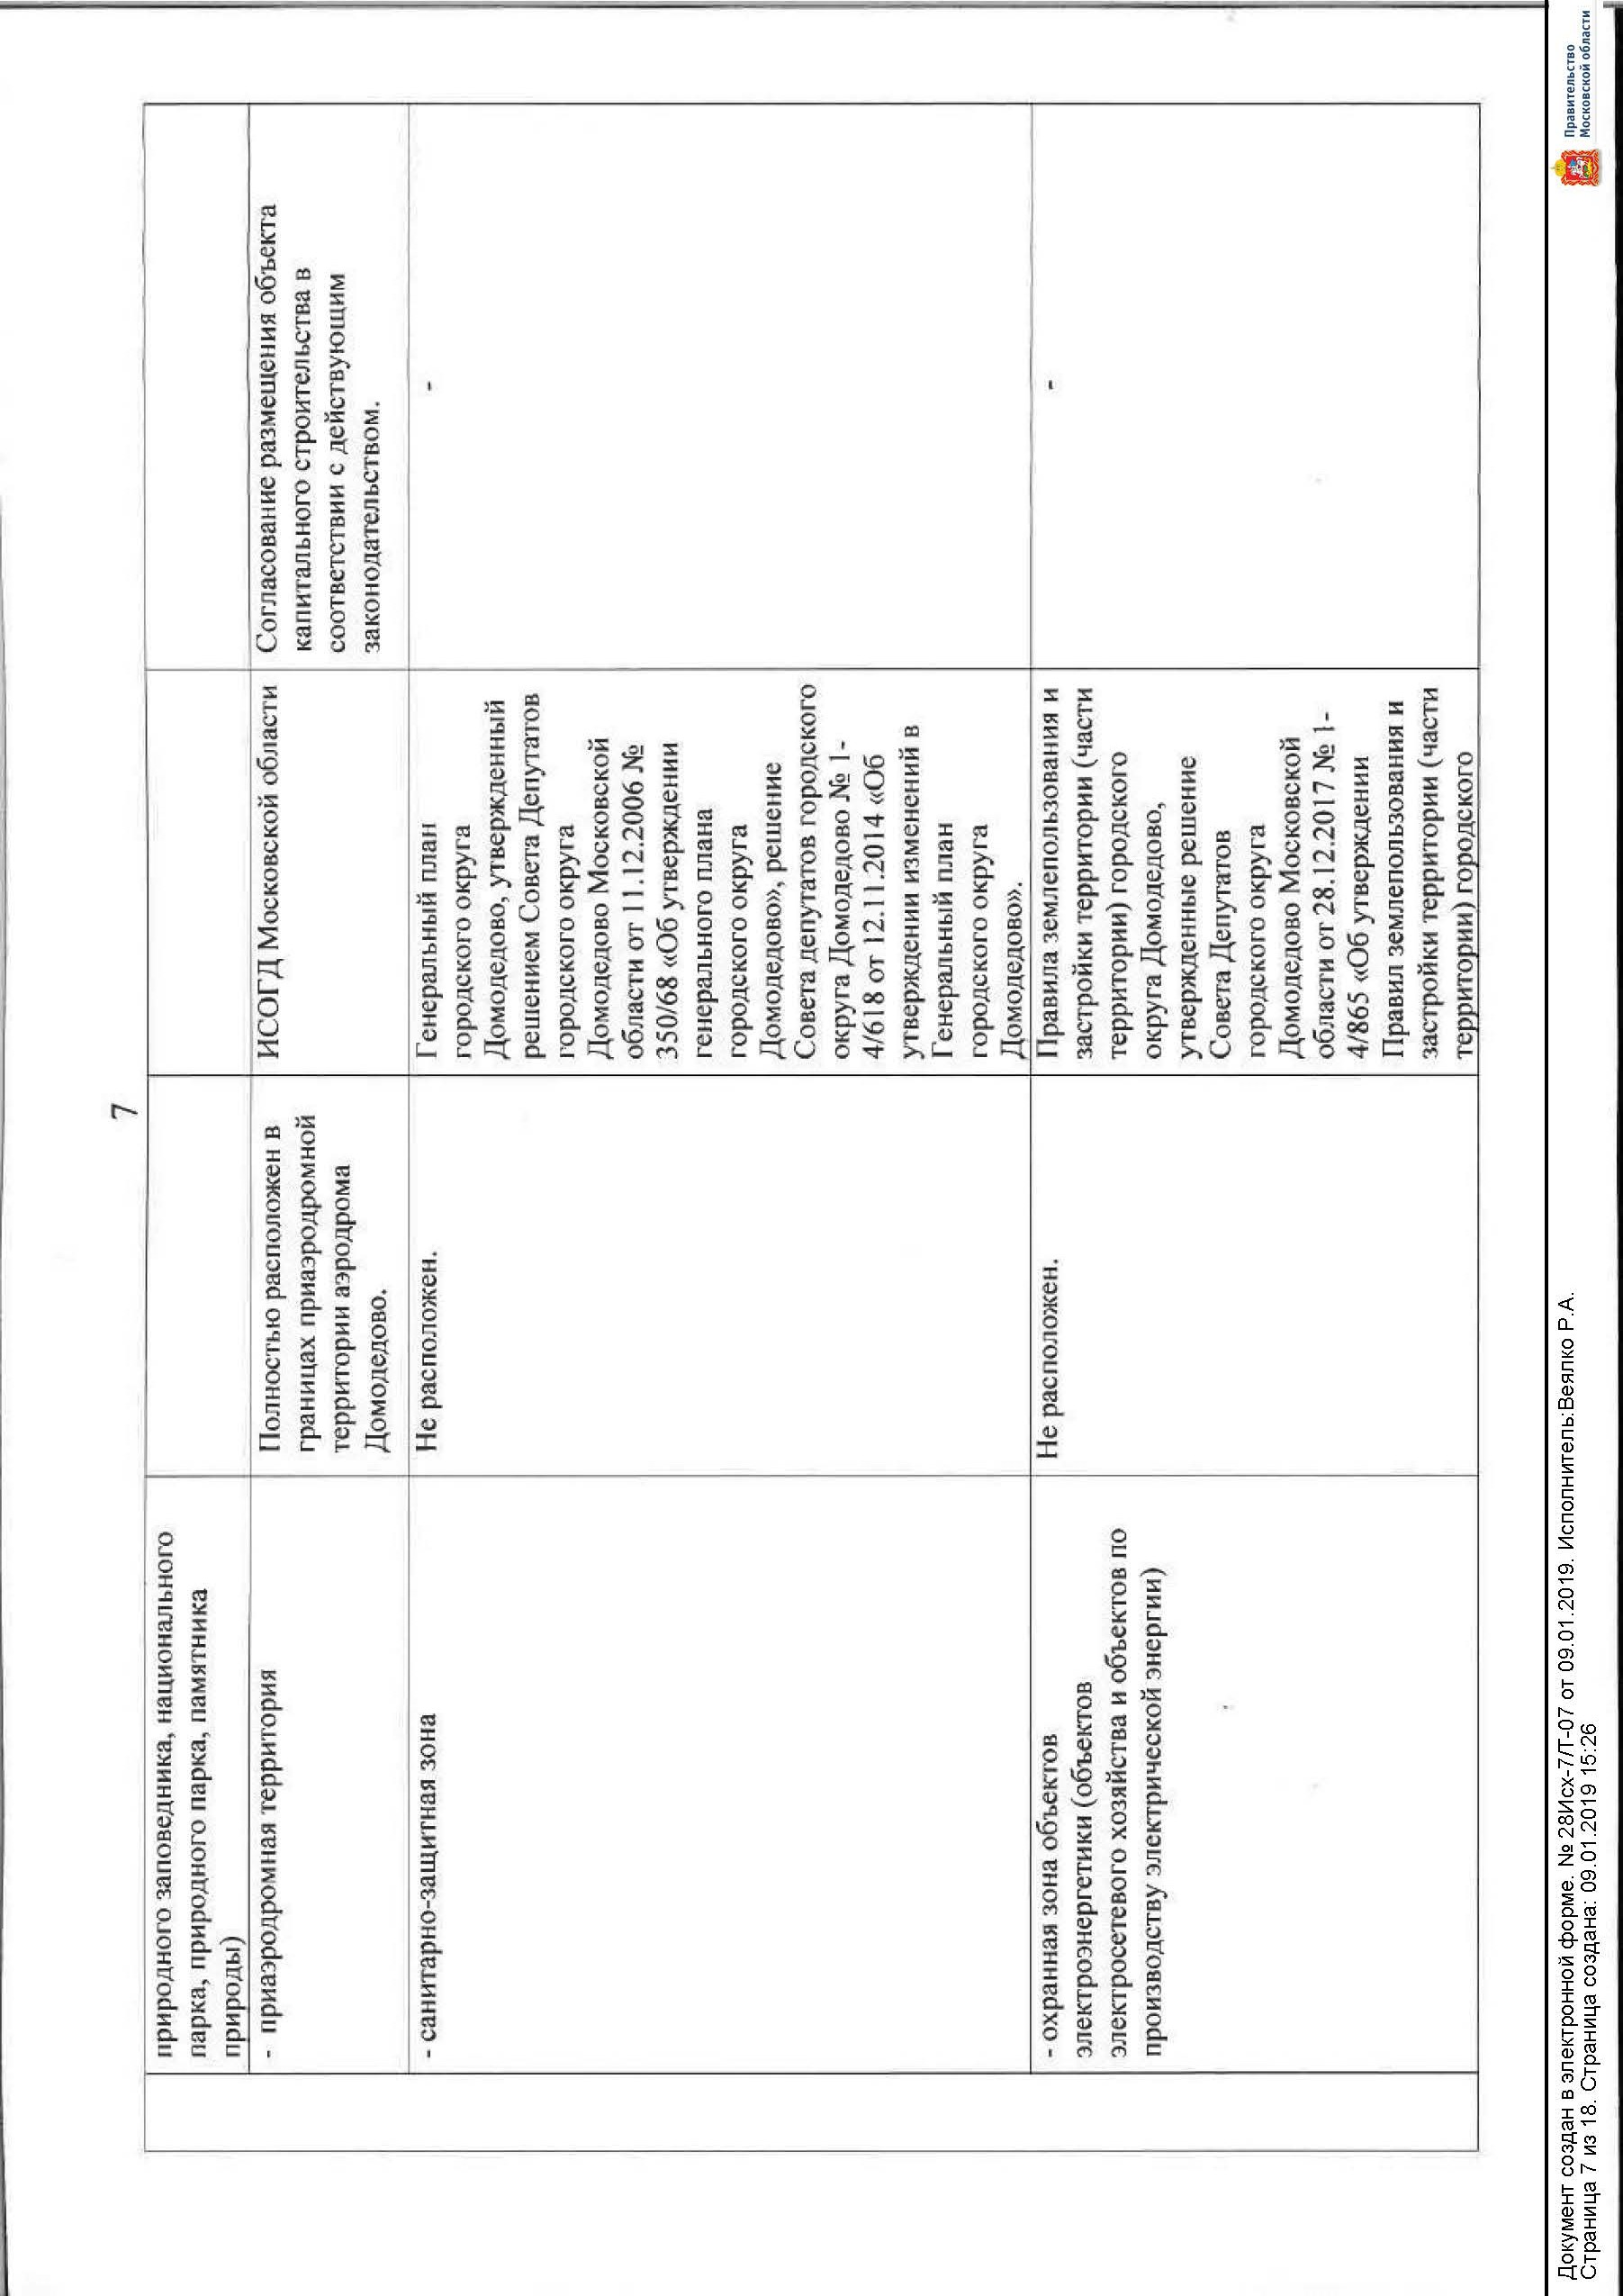 7
природного заповедника, национального
парка, природного парка, памятника
природы)
- приаэродромная территория
Полностью расположен в
границах приаэродромной
территории аэродрома
Домодедово.
ИСОГД Московской области
Согласование размещения объекта
капитального строительства в
соответствии с действующим
законодательством.
- санитарно-защитная зона
Не расположен.
Генеральный план
городского округа
Домодедово, утвержденный
решением Совета Депутатов
городского округа
Домодедово Московской
области от 11.12.2006 №
350/68 «Об утверждении
генерального плана
городского округа
Домодедово», решение
Совета депутатов городского
округа Домодедово № 1-
4/618 от 12.11.2014 «Об
утверждении изменений в
Генеральный план
городского округа
Домодедово».
-
- охранная зона объектов
электроэнергетики (объектов
электросетевого хозяйства и объектов по
производству электрической энергии)
Не расположен.
Правила землепользования и
застройки территории (части
территории) городского
округа Домодедово,
утвержденные решение
Совета Депутатов
городского округа
Домодедово Московской
области от 28.12.2017 № 1-
4/865 «Об утверждении
Правил землепользования и
застройки территории (части
территории) городского
-
Документ создан в электронной форме. № 28Исх-7/Т-07 от 09.01.2019. Исполнитель:Веялко Р.А.
Страница 7 из 18. Страница создана: 09.01.2019 15:26
Правительство
Московской области